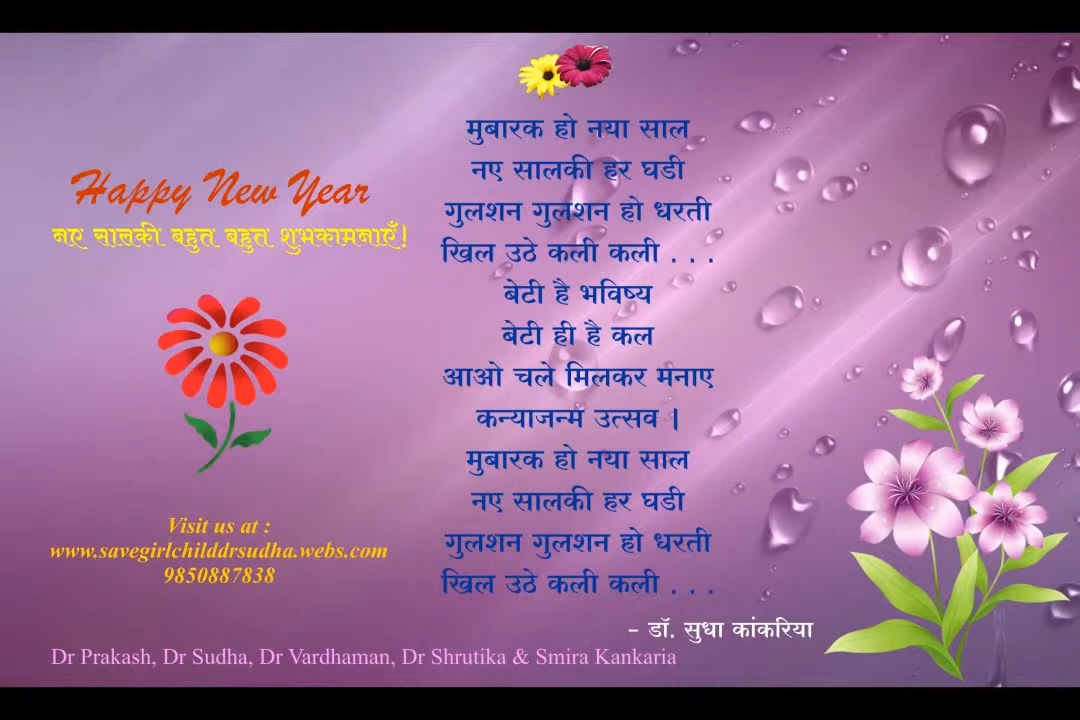 Happy New Year
नए सालकी बहुत बहुत शुभकामनाएँ!
मुबारक हो नया साल
नए सालकी हर घडी
गुलशन गुलशन हो धरती
खिल उठे कली कली . . .
बेटी है भविष्य
बेटी ही है कल
आओ चले मिलकर मनाए
कन्याजन्म उत्सव |
मुबारक हो नया साल
नए सालकी हर घडी
गुलशन गुलशन हो धरती
खिल उठे कली कली . . .
- डॉ. सुधा कांकरिया
Visit us at :
www.savegirlchilddrsudha.webs.com
9850887838
Dr Prakash, Dr Sudha, Dr Vardhaman, Dr Shrutika & Smira Kankaria